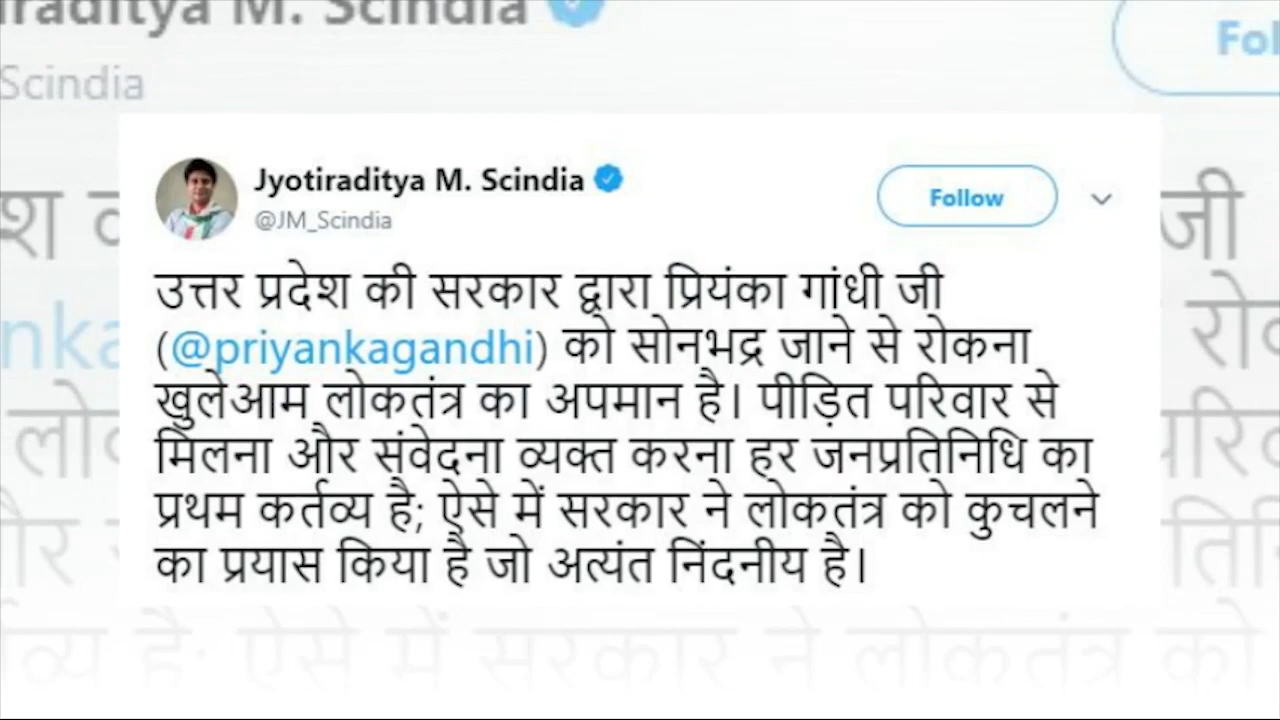 Jyotiraditya M. Scindia
@JM_Scindia
Follow
उत्तर प्रदेश की सरकार द्वारा प्रियंका गांधी जी
(@priyankagandhi) को सोनभद्र जाने से रोकना
खुलेआम लोकतंत्र का अपमान है। पीड़ित परिवार से
मिलना और संवेदना व्यक्त करना हर जनप्रतिनिधि का
प्रथम कर्तव्य है; ऐसे में सरकार ने लोकतंत्र को कुचलने
का प्रयास किया है जो अत्यंत निंदनीय है।